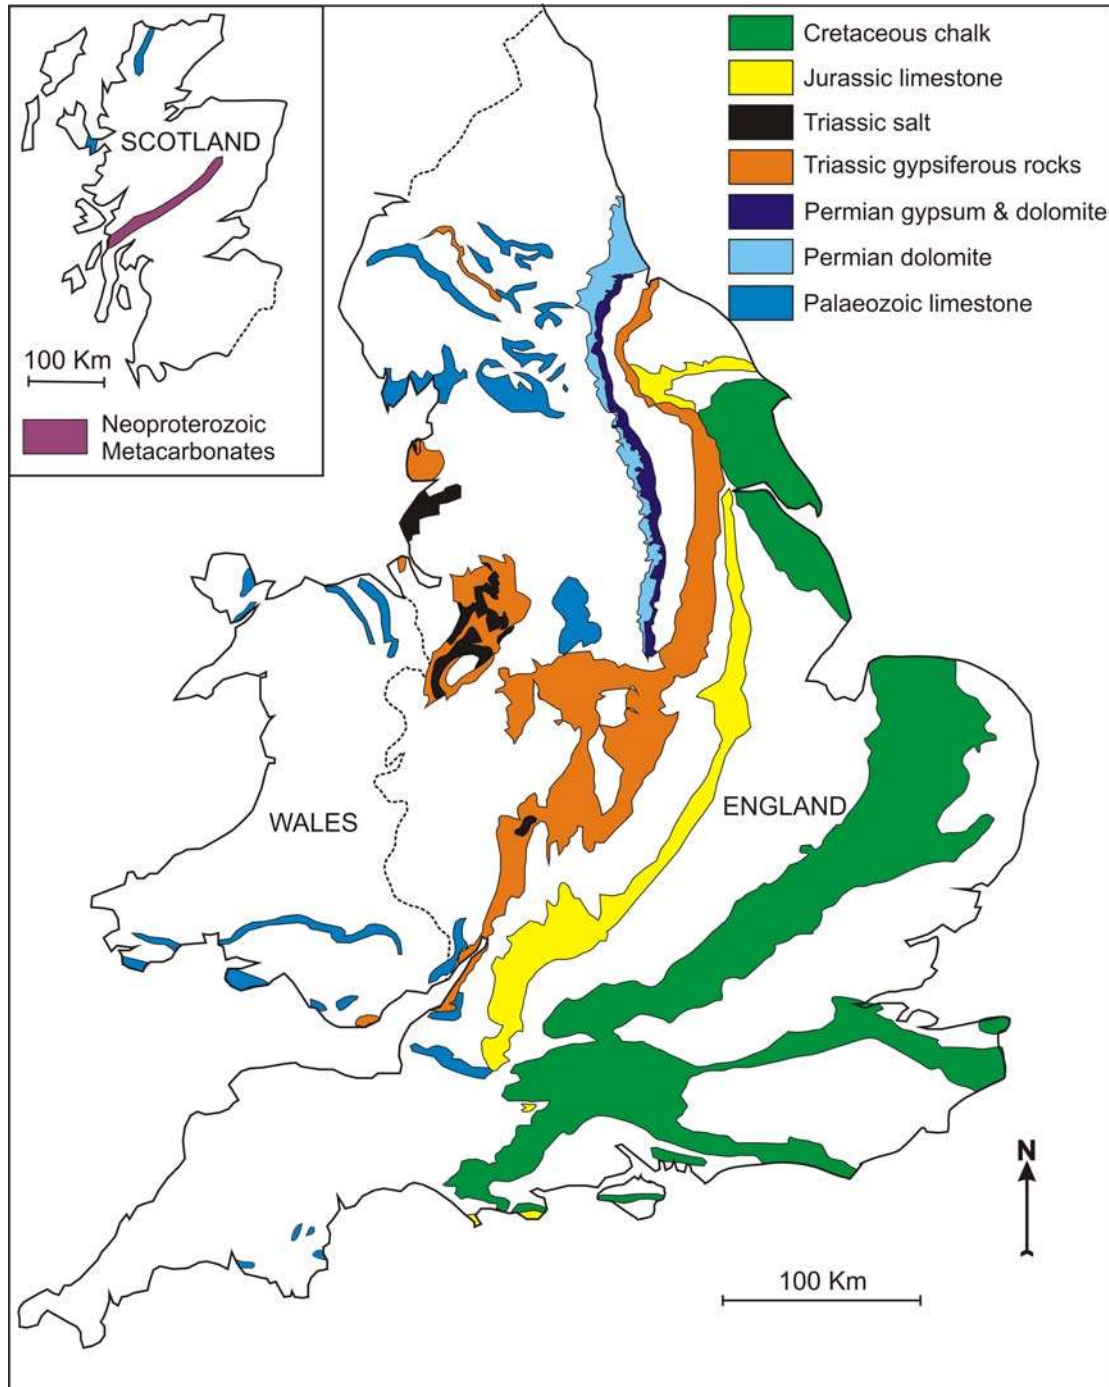 SCOTLAND
100 Km
Neoproterozoic
Metacarbonates
Cretaceous chalk
Jurassic limestone
Triassic salt
Triassic gypsiferous rocks
Permian gypsum & dolomite
Permian dolomite
Palaeozoic limestone
WALES
ENGLAND
N
100 Km